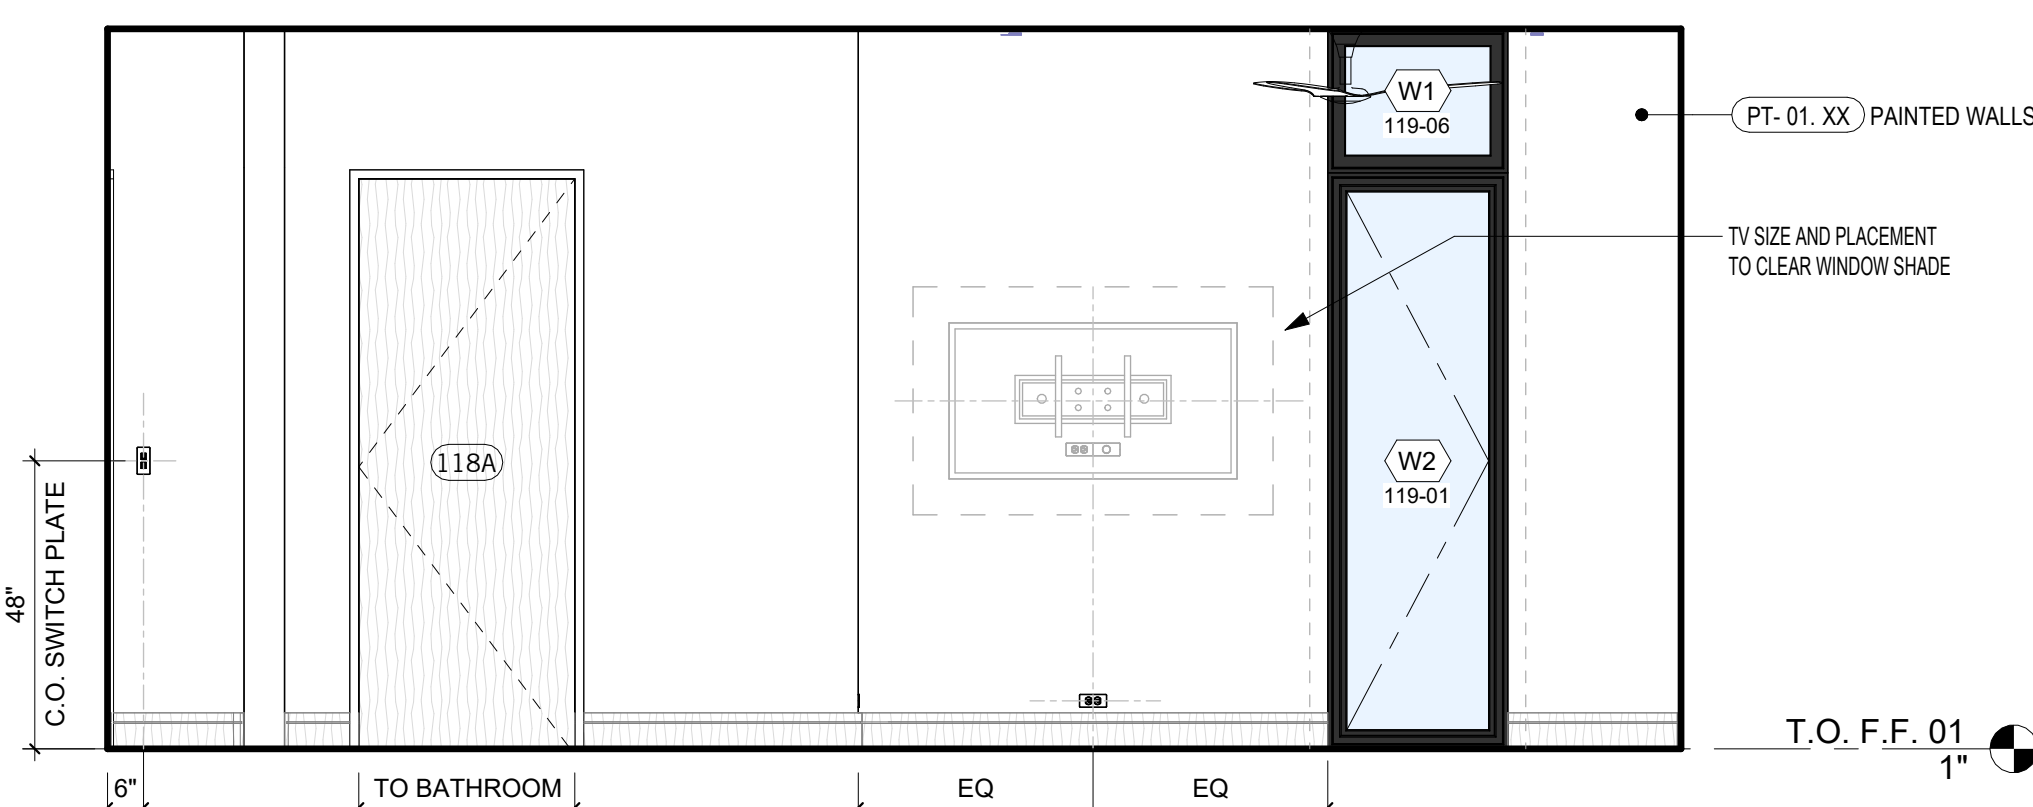 W1
119-06
PT- 01. XX PAINTED WALLS
TV SIZE AND PLACEMENT
TO CLEAR WINDOW SHADE
118A
W2
119-01
48"
C.O. SWITCH PLATE
T.O. F.F. 01
1"
6"
TO BATHROOM
EQ
EQ